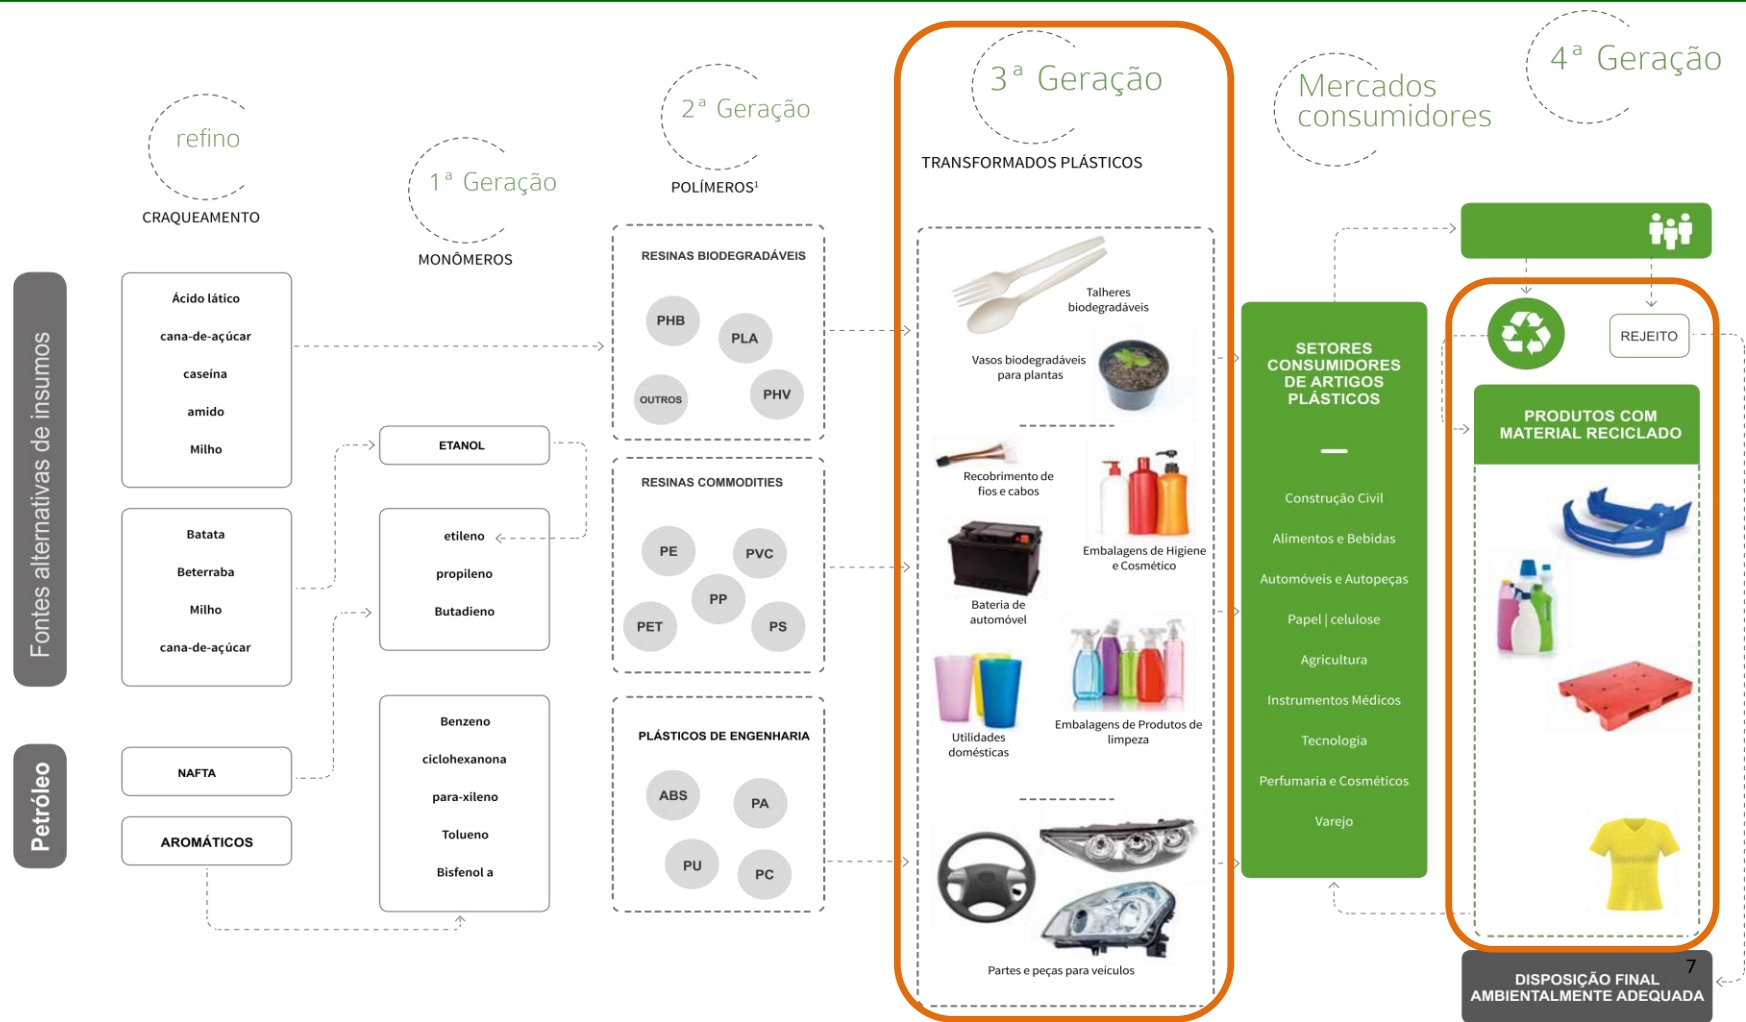 refino
CRAQUEAMENTO
1ª Geração
MONÔMEROS
2ª Geração
POLÍMEROS¹
3ª Geração
TRANSFORMADOS PLÁSTICOS
Mercados
consumidores
4ª Geração
Fontes alternativas de insumos
Petróleo
Ácido lático
cana-de-açúcar
caseína
amido
Milho
Batata
Beterraba
Milho
cana-de-açúcar
NAFTA
AROMÁTICOS
ETANOL
etileno
propileno
Butadieno
Benzeno
ciclohexanona
para-xileno
Tolueno
Bisfenol a
RESINAS BIODEGRADÁVEIS
PHB
PLA
OUTROS
PHV
RESINAS COMMODITIES
PE
PVC
PP
PET
PS
PLÁSTICOS DE ENGENHARIA
ABS
PA
PU
PC
Talheres
biodegradáveis
Vasos biodegradáveis
para plantas
Recobrimento de
fios e cabos
Embalagens de Higiene
e Cosmético
Bateria de
automóvel
Embalagens de Produtos de
limpeza
Utilidades
domésticas
Partes e peças para veículos
SETORES
CONSUMIDORES
DE ARTIGOS
PLÁSTICOS
Construção Civil
Alimentos e Bebidas
Automóveis e Autopeças
Papel | celulose
Agricultura
Instrumentos Médicos
Tecnologia
Perfumaria e Cosméticos
Varejo
REJEITO
PRODUTOS COM
MATERIAL RECICLADO
7
DISPOSIÇÃO FINAL
AMBIENTALMENTE ADEQUADA